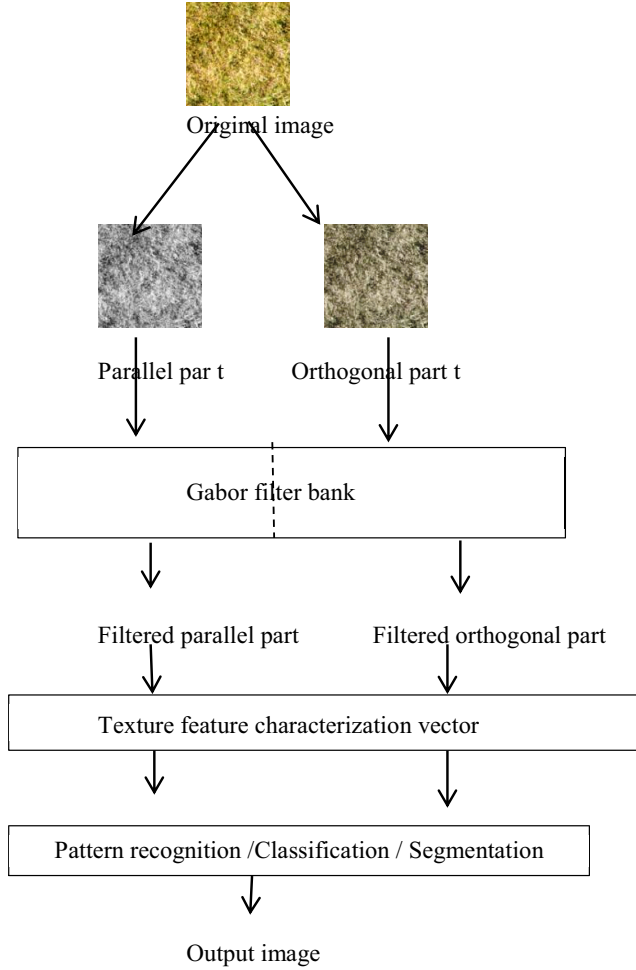 Original image
Parallel par t
Orthogonal part t
Gabor filter bank
Filtered parallel part
Filtered orthogonal part
Texture feature characterization vector
Pattern recognition /Classification / Segmentation
Output image